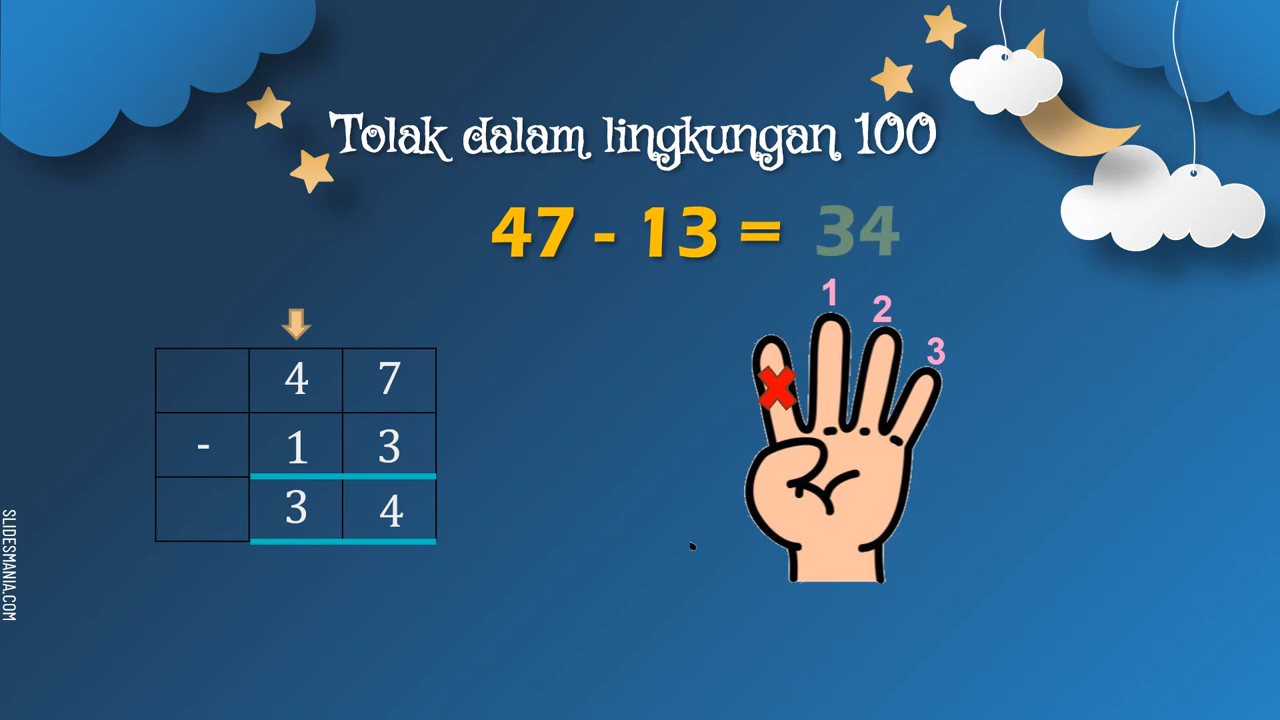 Tolak dalam lingkungan 100
47 - 13 = 34
1
2
3
4 7
- 1 3
3 4
SLIDESMANIA.COM